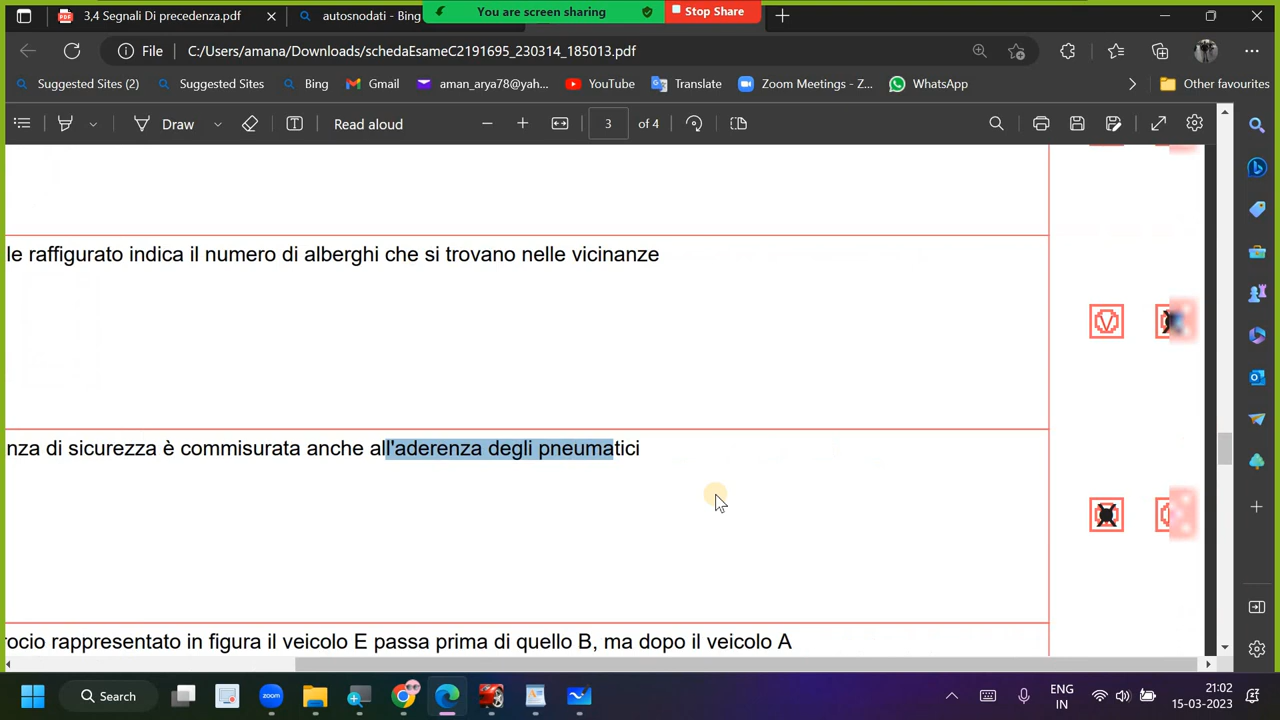 3,4 Segnali Di precedenza.pdf
autosnodati - Bing
You are screen sharing
Stop Share
File
C:/Users/amana/Downloads/schedaEsameC2191695_230314_185013.pdf
Suggested Sites (2)
Suggested Sites
Bing
Gmail
aman_arya78@yah...
YouTube
Translate
Zoom Meetings - Z...
WhatsApp
Other favourites
Draw
Read aloud
3
of 4
le raffigurato indica il numero di alberghi che si trovano nelle vicinanze
V
nza di sicurezza è commisurata anche all'aderenza degli pneumatici
rocio rappresentato in figura il veicolo E passa prima di quello B, ma dopo il veicolo A
Search
zoom
ENG
IN
21:02
15-03-2023